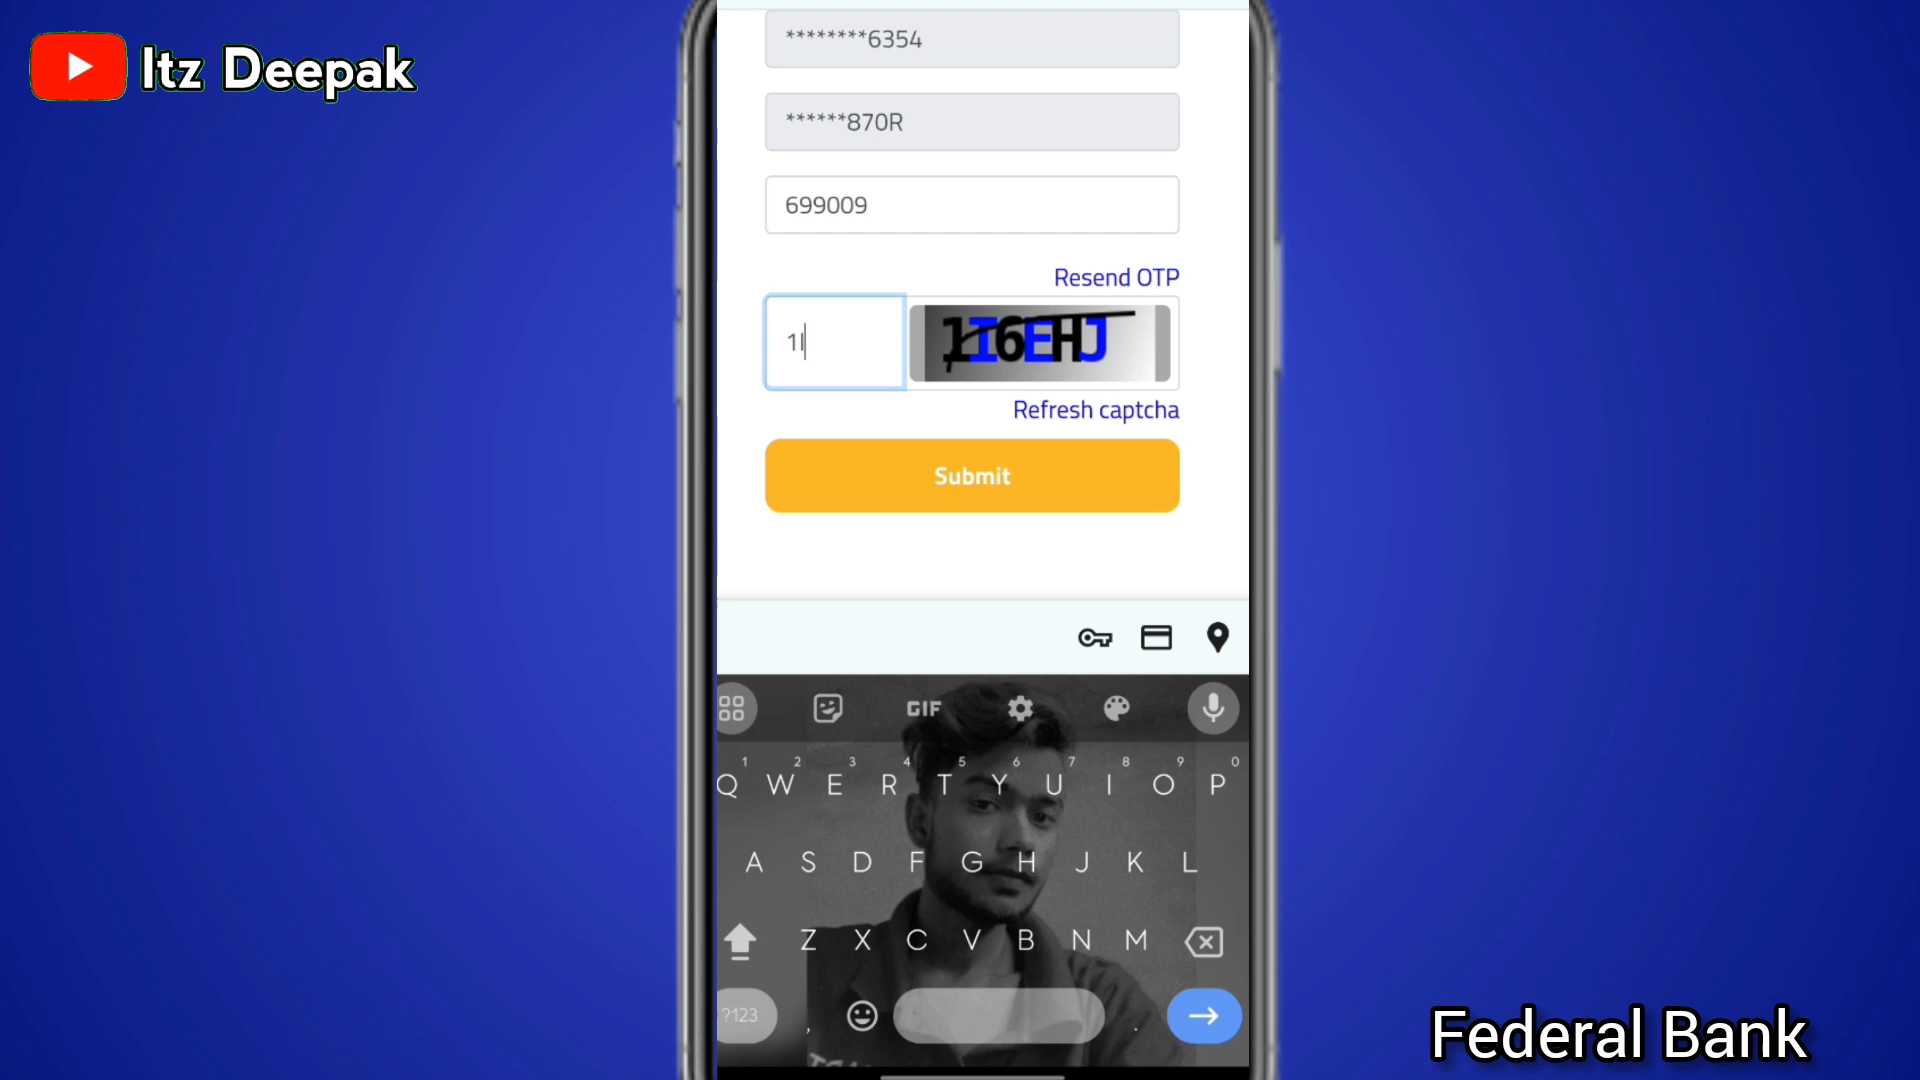 Itz Deepak
********6354
******870R
699009
Resend OTP
1I
1I6EHJ
Refresh captcha
Submit
GIF
1 2 3 4 5 6 7 8 9 0
Q W E R T Y U I O P
A S D F G H J K L
Z X C V B N M
?123 , .
Federal Bank